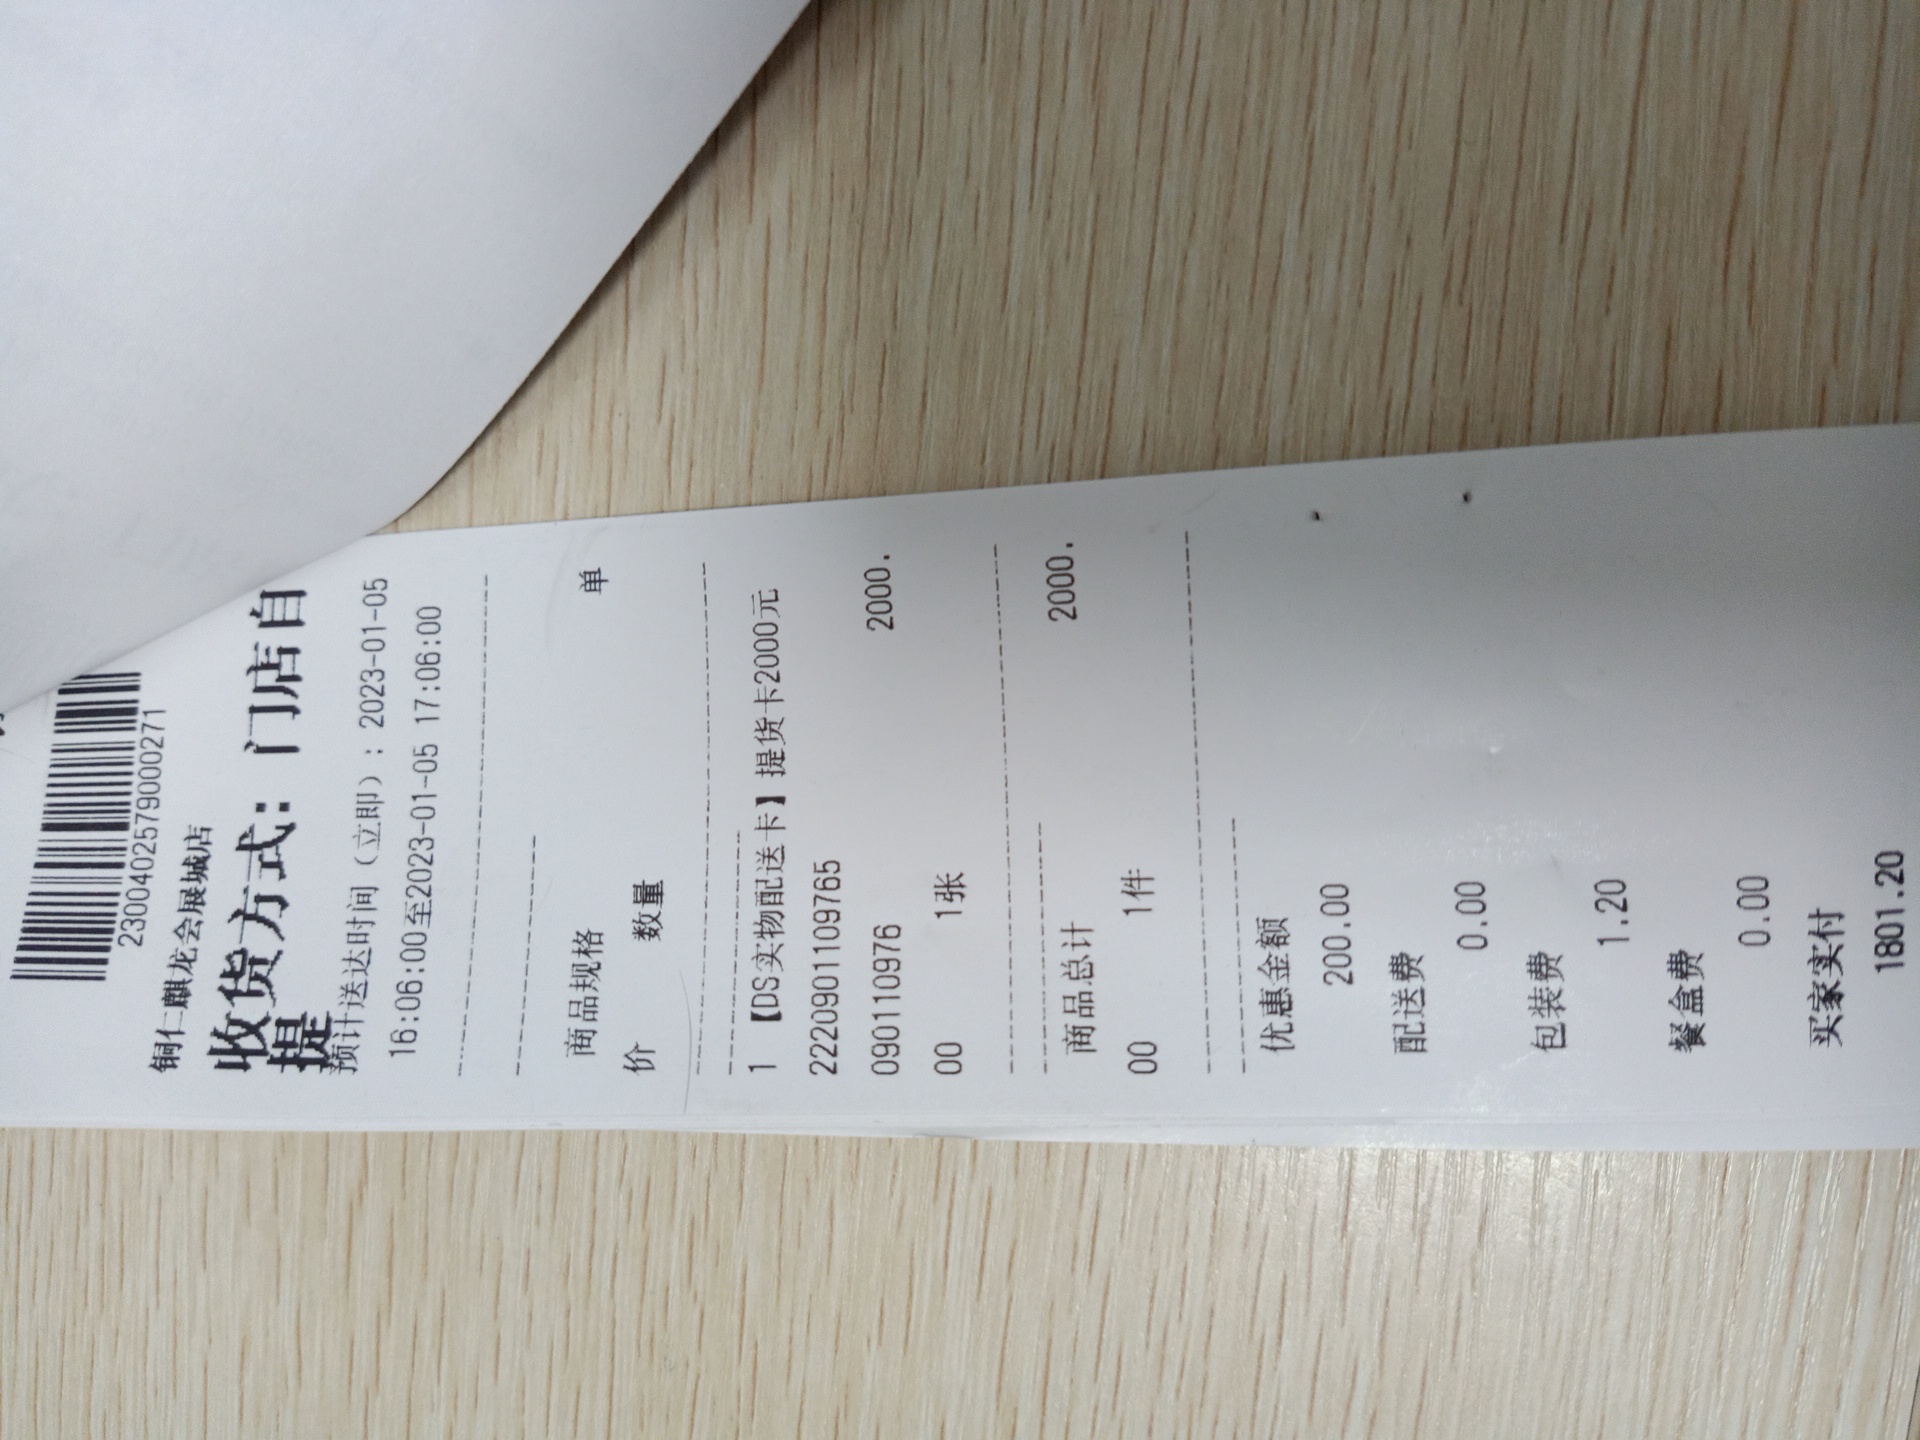 2300402579000271
铜仁麒龙会展城店
收货方式：门店自
提
预计送达时间（立即）：2023-01-05
16:06:00至2023-01-05 17:06:00
商品规格 单
价 数量
1 【DS实物配送卡】提货卡2000元
2220901109765
0901109765 2000.
00 1张
商品总计 2000.
00 1件
优惠金额
200.00
配送费
0.00
包装费
1.20
餐盒费
0.00
买家实付
1801.20